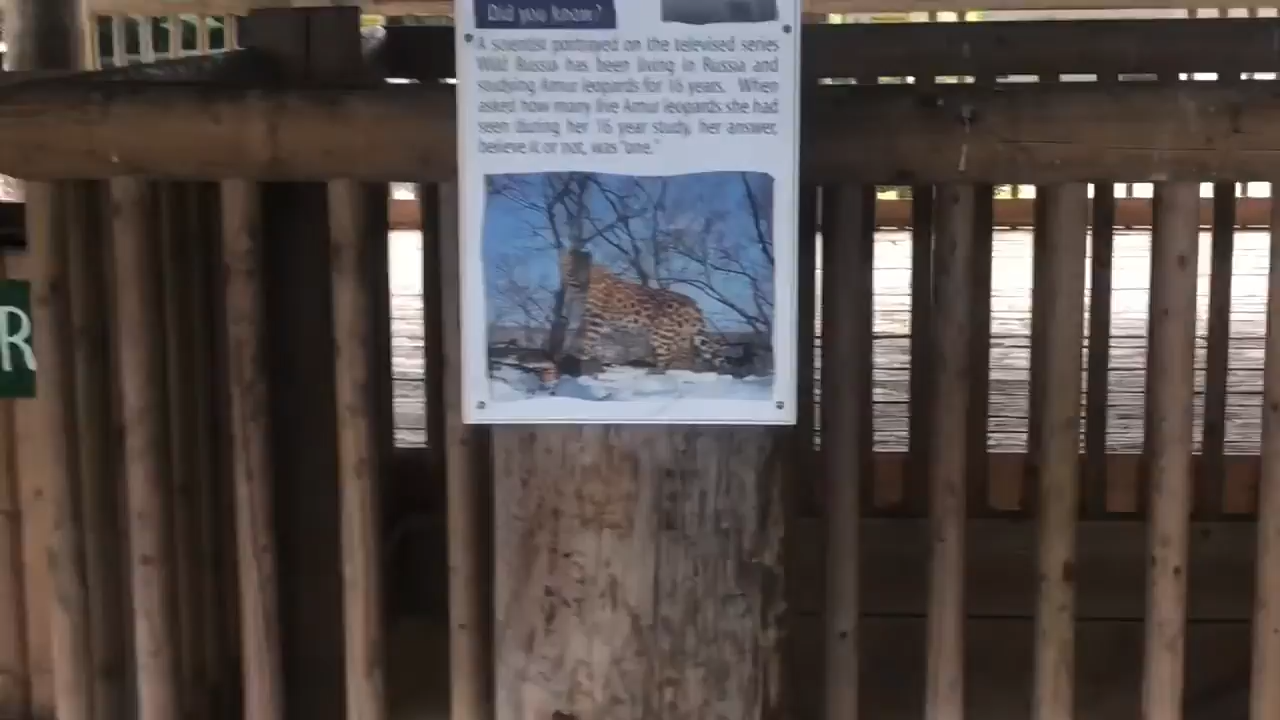 Did you know?
A scientist portrayed on the televised series
Wild Russia has been living in Russia and
studying Amur leopards for 16 years. When
asked how many live Amur leopards she had
seen during her 16 year study, her answer,
believe it or not, was "one."
R